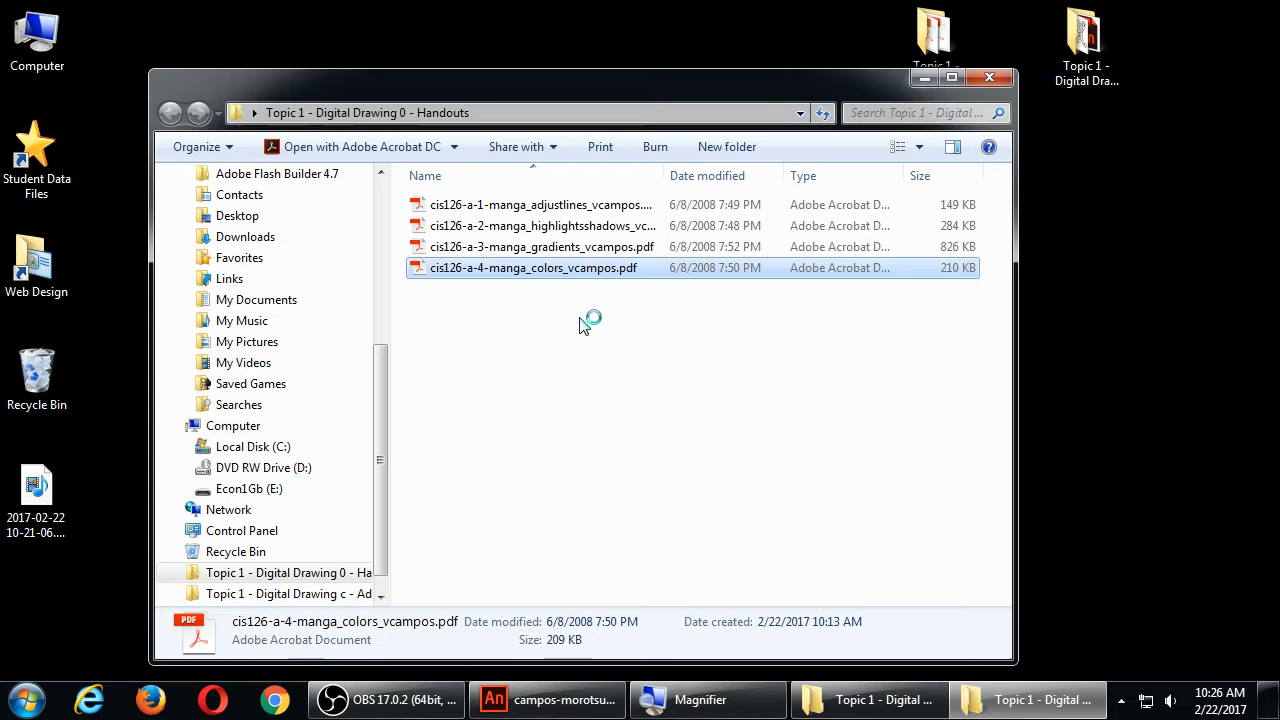 Computer
Student Data
Files
Web Design
Recycle Bin
2017-02-22
10-21-06....
Topic 1 -
Topic 1 -
Digital Dra...
Topic 1 - Digital Drawing 0 - Handouts
Search Topic 1 - Digital ...
Organize
Open with Adobe Acrobat DC
Share with
Print
Burn
New folder
Adobe Flash Builder 4.7
Contacts
Desktop
Downloads
Favorites
Links
My Documents
My Music
My Pictures
My Videos
Saved Games
Searches
Computer
Local Disk (C:)
DVD RW Drive (D:)
Econ1Gb (E:)
Network
Control Panel
Recycle Bin
Topic 1 - Digital Drawing 0 - Ha
Topic 1 - Digital Drawing c - Ad
Name Date modified Type Size
cis126-a-1-manga_adjustlines_vcampos.... 6/8/2008 7:49 PM Adobe Acrobat D... 149 KB
cis126-a-2-manga_highlightsshadows_vc... 6/8/2008 7:48 PM Adobe Acrobat D... 284 KB
cis126-a-3-manga_gradients_vcampos.pdf 6/8/2008 7:52 PM Adobe Acrobat D... 826 KB
cis126-a-4-manga_colors_vcampos.pdf 6/8/2008 7:50 PM Adobe Acrobat D... 210 KB
PDF
cis126-a-4-manga_colors_vcampos.pdf Date modified: 6/8/2008 7:50 PM Date created: 2/22/2017 10:13 AM
Adobe Acrobat Document Size: 209 KB
OBS 17.0.2 (64bit, ...
An campos-morotsu...
Magnifier
Topic 1 - Digital ...
Topic 1 - Digital ...
10:26 AM
2/22/2017